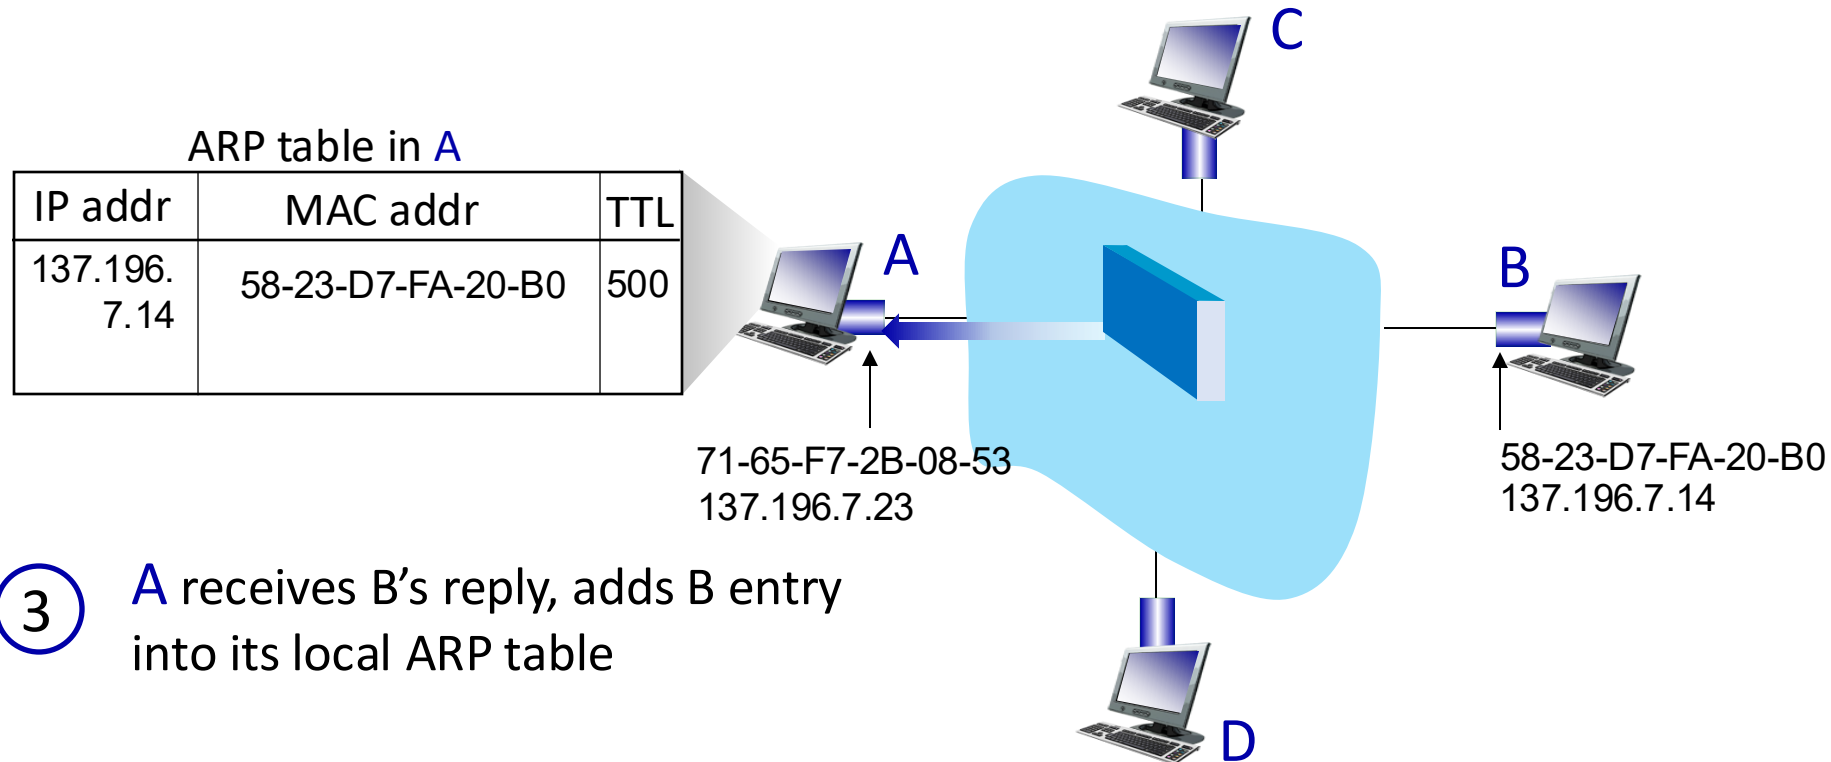 C
ARP table in A
IP addr MAC addr TTL
137.196.
7.14
58-23-D7-FA-20-B0 500
A
B
71-65-F7-2B-08-53
137.196.7.23
58-23-D7-FA-20-B0
137.196.7.14
3
A receives B’s reply, adds B entry
into its local ARP table
D